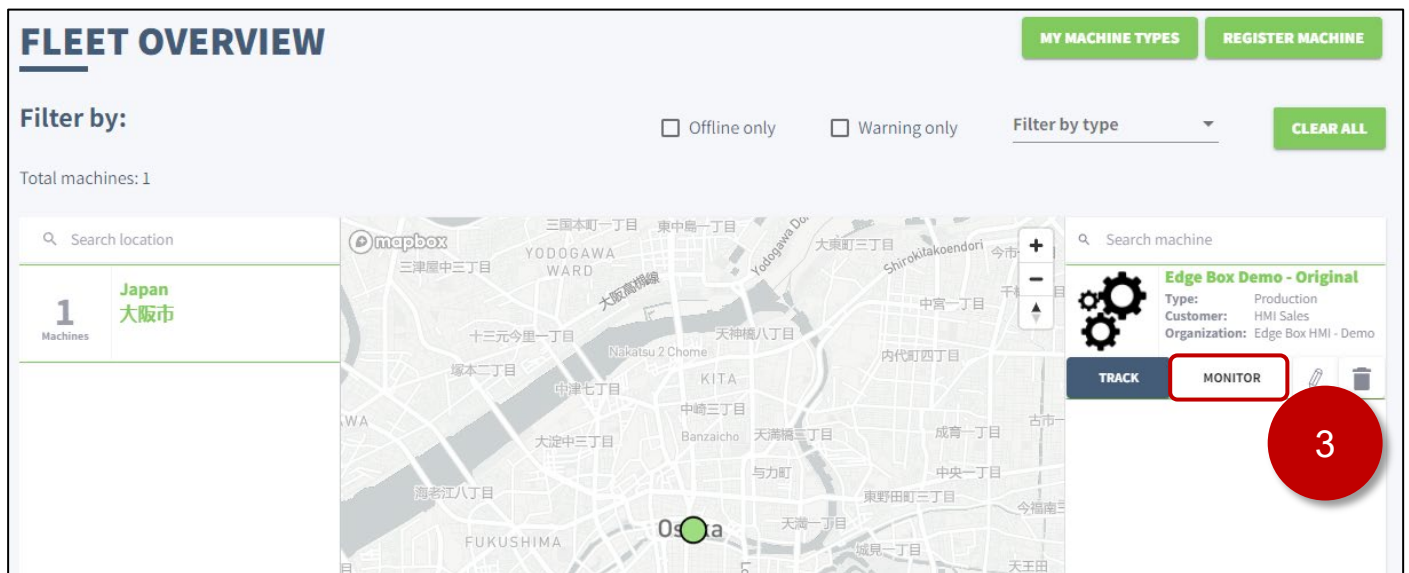 FLEET OVERVIEW
MY MACHINE TYPES
REGISTER MACHINE
Filter by:
Offline only
Warning only
Filter by type
CLEAR ALL
Total machines: 1
Search location
1
Machines
Japan
大阪市
mapbox
三国本町一丁目
東中島一丁目
YODOGAWA
WARD
三津屋中三丁目
大東町三丁目
Shirokitakoendori
中宮一丁目
十三元今里一丁目
Nakatsu 2 Chome
天神橋八丁目
塚本二丁目
中津七丁目
KITA
内代町四丁目
中崎三丁目
大淀中三丁目
Banzaicho
天満橋三丁目
成育一丁目
与力町
中央一丁目
海老江八丁目
東野田町三丁目
天満一丁目
FUKUSHIMA
城見一丁目
天王田
Search machine
Edge Box Demo - Original
Type: Production
Customer: HMI Sales
Organization: Edge Box HMI - Demo
TRACK
MONITOR
3